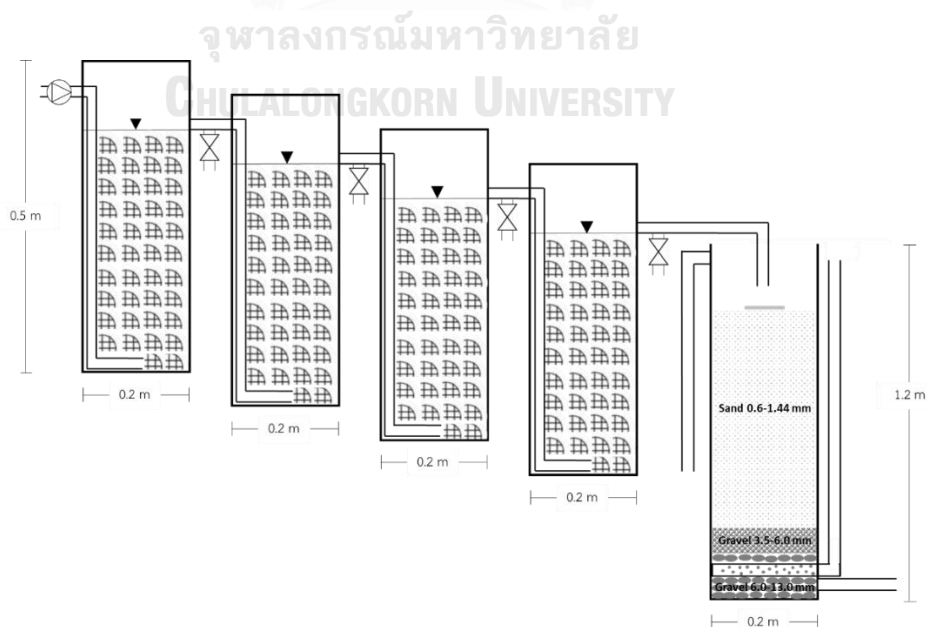 จุฬาลงกรณ์มหาวิทยาลัย
CHULALONGKORN UNIVERSITY
0.5 m
0.2 m
0.2 m
0.2 m
0.2 m
Sand 0.6-1.44 mm
1.2 m
Gravel 3.5-6.0 mm
Gravel 6.0-13.0 mm
0.2 m